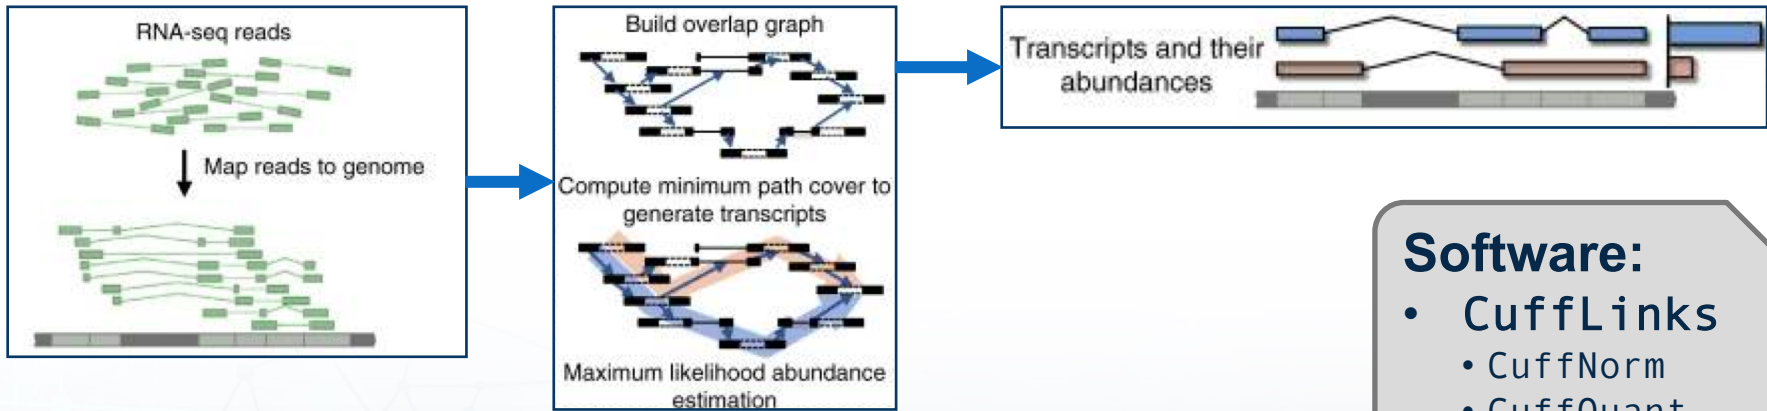 RNA-seq reads
Map reads to genome
Build overlap graph
Compute minimum path cover to
generate transcripts
Maximum likelihood abundance
estimation
Transcripts and their
abundances
Software:
• CuffLinks
• CuffNorm
• CuffQuant